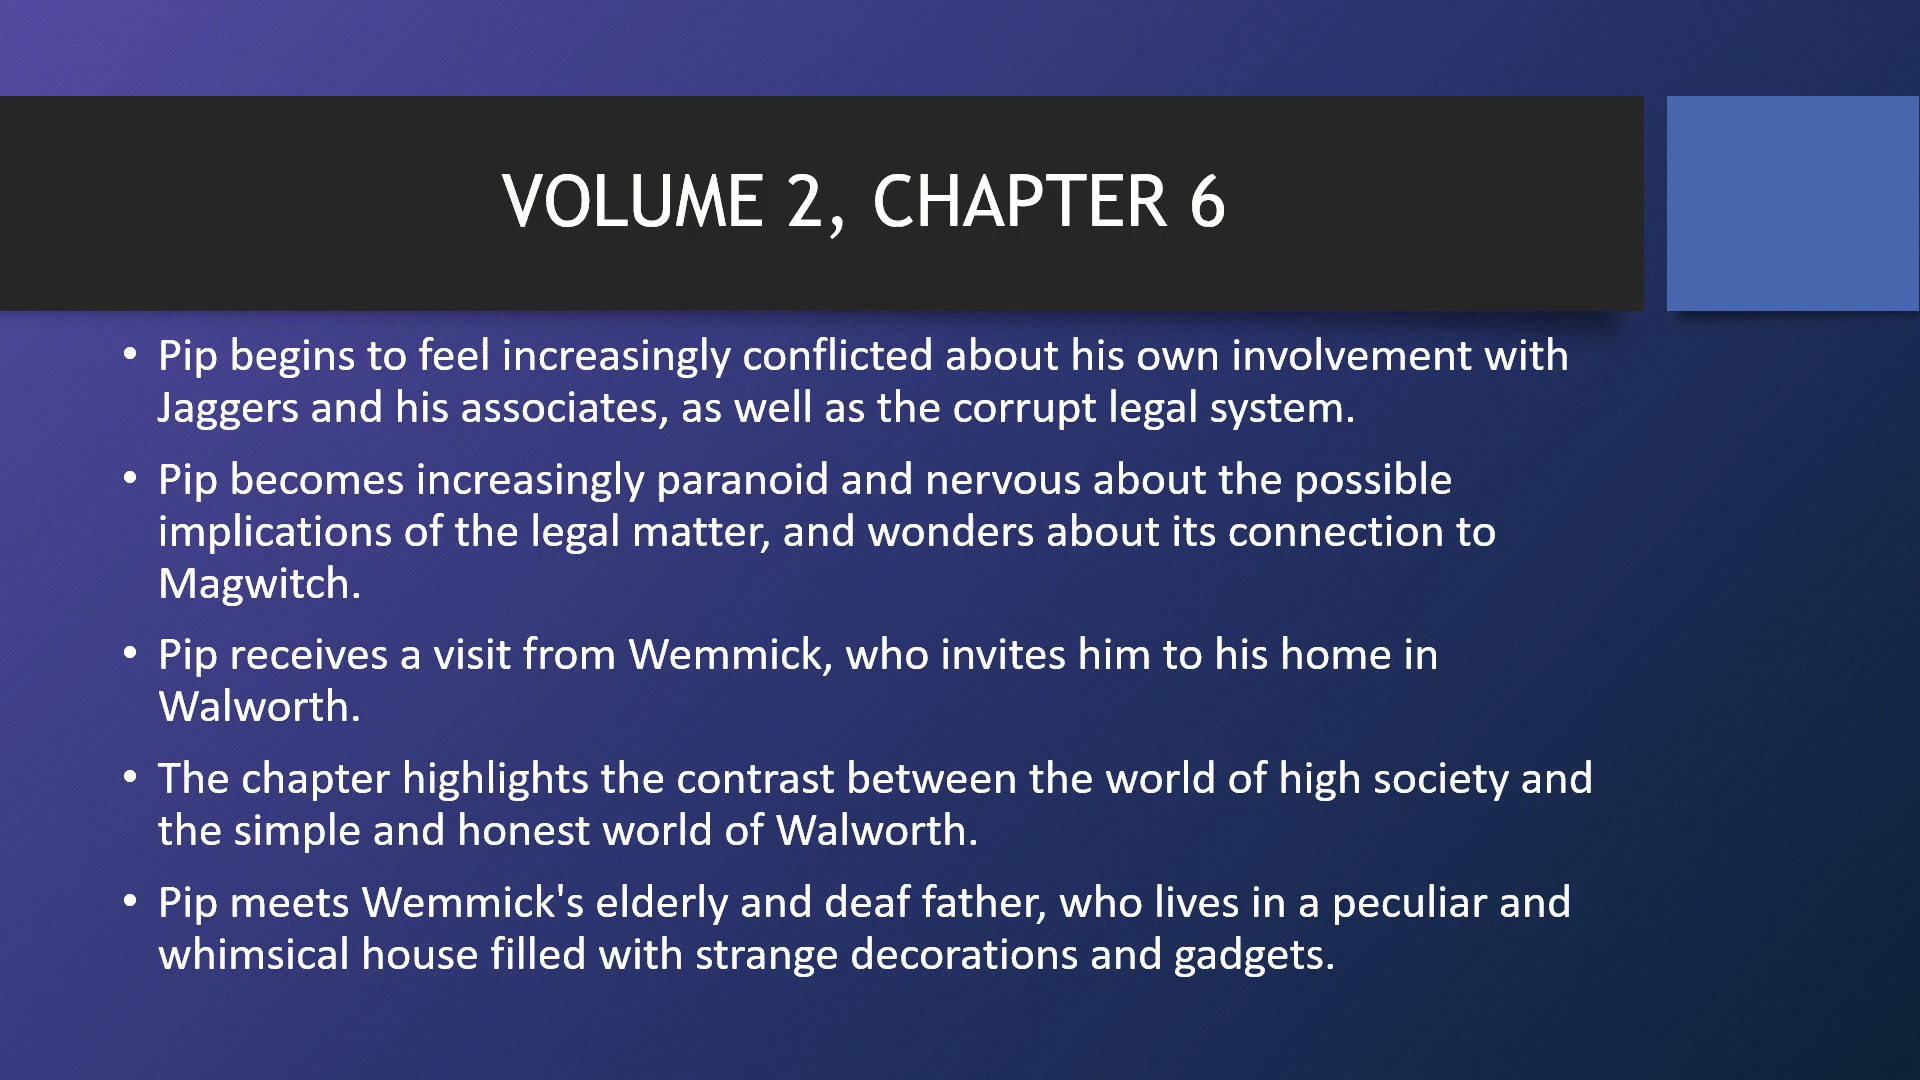 VOLUME 2, CHAPTER 6
• Pip begins to feel increasingly conflicted about his own involvement with
Jaggers and his associates, as well as the corrupt legal system.
• Pip becomes increasingly paranoid and nervous about the possible
implications of the legal matter, and wonders about its connection to
Magwitch.
• Pip receives a visit from Wemmick, who invites him to his home in
Walworth.
• The chapter highlights the contrast between the world of high society and
the simple and honest world of Walworth.
• Pip meets Wemmick's elderly and deaf father, who lives in a peculiar and
whimsical house filled with strange decorations and gadgets.